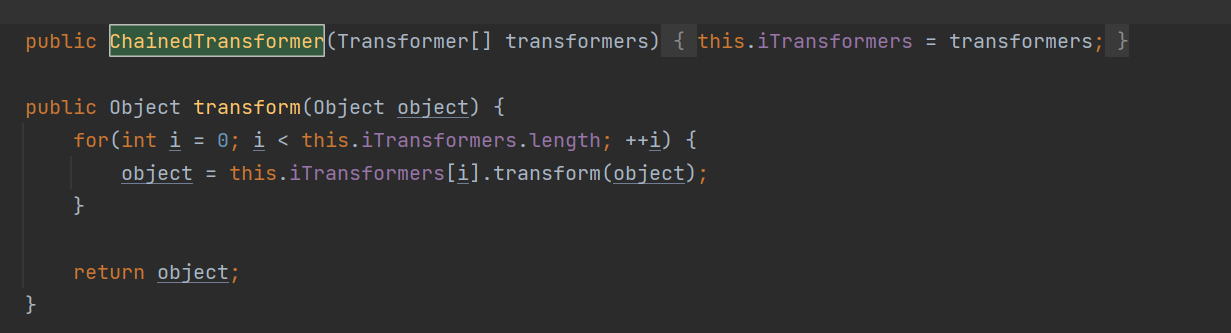 public ChainedTransformer(Transformer[] transformers) { this.iTransformers = transformers; }
public Object transform(Object object) {
for(int i = 0; i < this.iTransformers.length; ++i) {
object = this.iTransformers[i].transform(object);
}
return object;
}